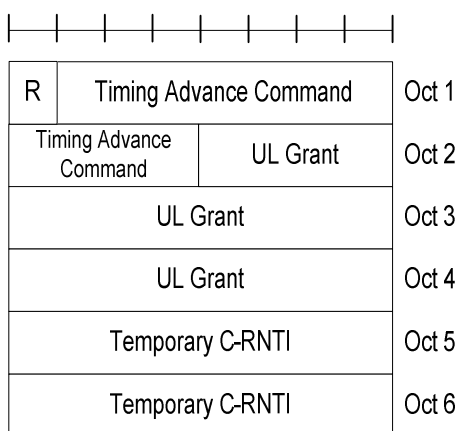 R Timing Advance Command Oct 1
Timing Advance
Command UL Grant Oct 2
UL Grant Oct 3
UL Grant Oct 4
Temporary C-RNTI Oct 5
Temporary C-RNTI Oct 6